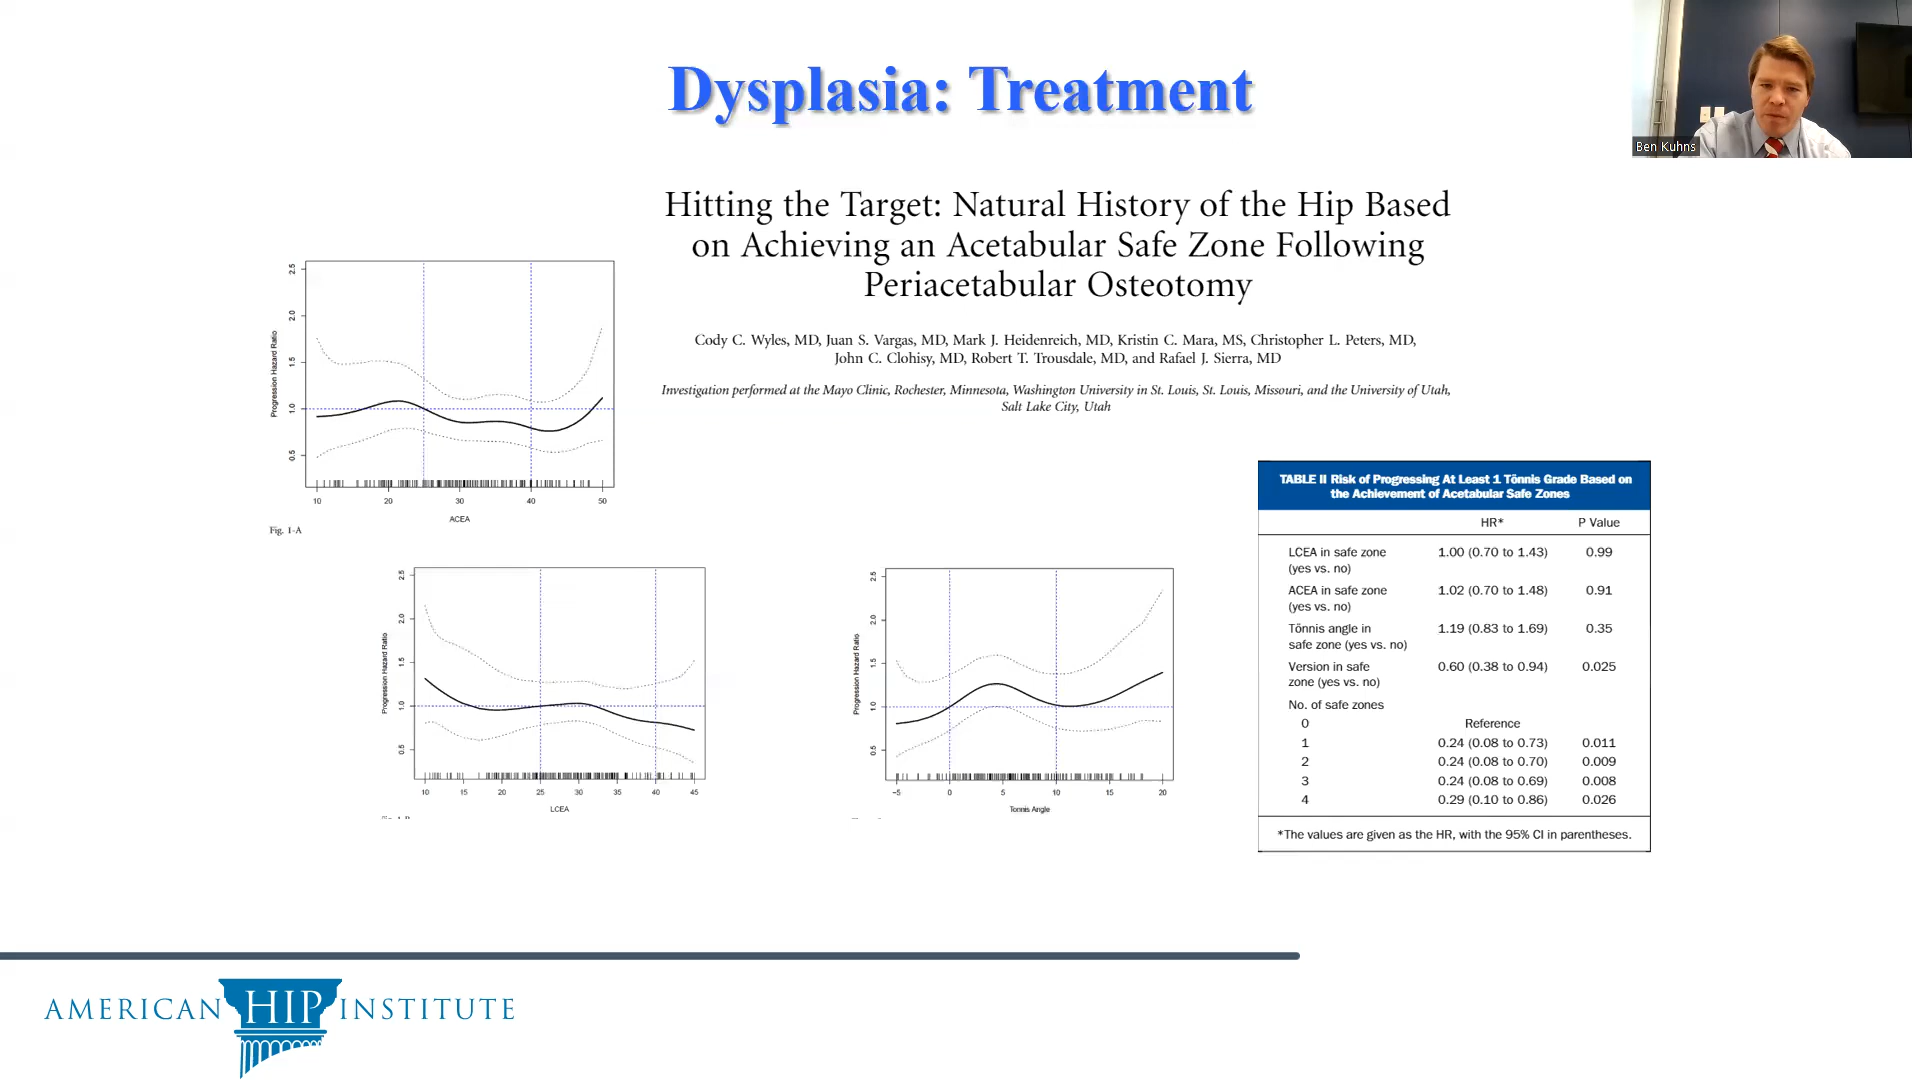 Dysplasia: Treatment
Ben Kuhns
Hitting the Target: Natural History of the Hip Based
on Achieving an Acetabular Safe Zone Following
Periacetabular Osteotomy
Cody C. Wyles, MD, Juan S. Vargas, MD, Mark J. Heidenreich, MD, Kristin C. Mara, MS, Christopher L. Peters, MD,
John C. Clohisy, MD, Robert T. Trousdale, MD, and Rafael J. Sierra, MD
Investigation performed at the Mayo Clinic, Rochester, Minnesota, Washington University in St. Louis, St. Louis, Missouri, and the University of Utah,
Salt Lake City, Utah
Progression Hazard Ratio
2.5
2.0
1.5
1.0
0.5
10 20 30 40 50
ACEA
Fig. 1-A
Progression Hazard Ratio
2.5
2.0
1.5
1.0
0.5
10 15 20 25 30 35 40 45
LCEA
Progression Hazard Ratio
2.5
2.0
1.5
1.0
0.5
−5 0 5 10 15 20
Tonnis Angle
TABLE II Risk of Progressing At Least 1 Tönnis Grade Based on
the Achievement of Acetabular Safe Zones
HR* P Value
LCEA in safe zone 1.00 (0.70 to 1.43) 0.99
(yes vs. no)
ACEA in safe zone 1.02 (0.70 to 1.48) 0.91
(yes vs. no)
Tönnis angle in 1.19 (0.83 to 1.69) 0.35
safe zone (yes vs. no)
Version in safe 0.60 (0.38 to 0.94) 0.025
zone (yes vs. no)
No. of safe zones
0 Reference
1 0.24 (0.08 to 0.73) 0.011
2 0.24 (0.08 to 0.70) 0.009
3 0.24 (0.08 to 0.69) 0.008
4 0.29 (0.10 to 0.86) 0.026
*The values are given as the HR, with the 95% CI in parentheses.
AMERICAN HIP INSTITUTE